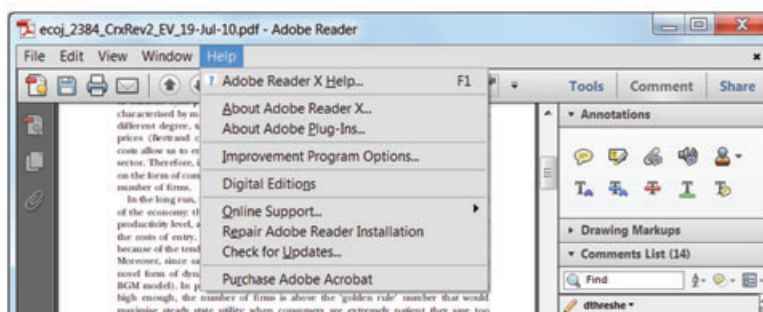 ecoj_2384_CrxRev2_EV_19-Jul-10.pdf - Adobe Reader
File Edit View Window Help
Adobe Reader X Help... F1
About Adobe Reader X...
About Adobe Plug-Ins...
Improvement Program Options...
Digital Editions
Online Support...
Repair Adobe Reader Installation
Check for Updates...
Purchase Adobe Acrobat
characterised by m
different degree, t
prices (Bertrand c
costs allow us to e
sector. Therefore, i
on the form of com
number of firms.
In the long run,
of the economy: th
productivity level, a
the costs of entry.
because of the tend
Moreover, since sa
novel form of dyn
BGM model). In p
high enough, the number of firms is above the 'golden rule' number that would
maximise steady state utility when consumers are extremely patient they save too
Tools Comment Share
Annotations
Drawing Markups
Comments List (14)
Find
dthreshe